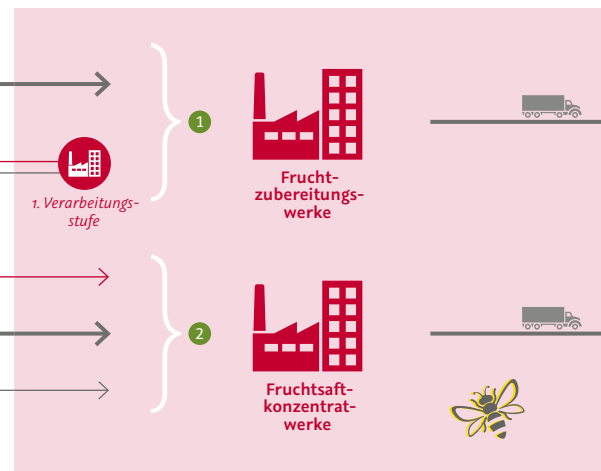 1
Frucht-
zubereitungs-
werke
1. Verarbeitungs-
stufe
2
Fruchtsaft-
konzentrat-
werke